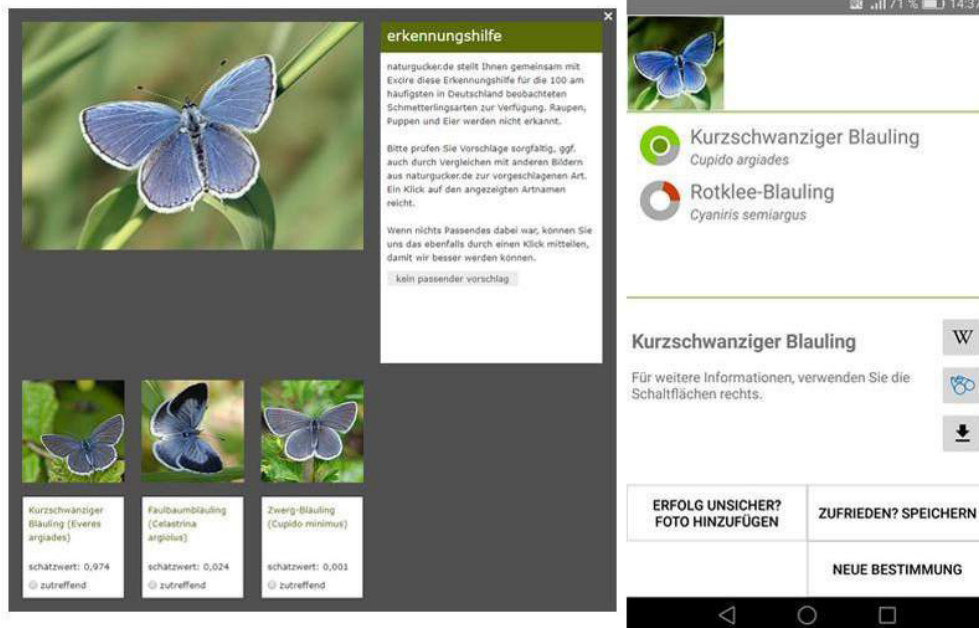 erkennungshilfe
naturgucker.de stellt Ihnen gemeinsam mit
Excire diese Erkennungshilfe für die 100 am
häufigsten in Deutschland beobachteten
Schmetterlingsarten zur Verfügung. Raupen,
Puppen und Eier werden nicht erkannt.
Bitte prüfen Sie Vorschläge sorgfältig, ggf.
auch durch Vergleichen mit anderen Bildern
aus naturgucker.de zur vorgeschlagenen Art.
Ein Klick auf den angezeigten Artnamen
reicht.
Wenn nichts Passendes dabei war, können Sie
uns das ebenfalls durch einen Klick mitteilen,
damit wir besser werden können.
kein passender vorschlag
Kurzschwänziger
Bläuling (Everes
argiades)
schätzwert: 0,974
zutreffend
Faulbaumbläuling
(Celastrina
argiolus)
schätzwert: 0,024
zutreffend
Zwerg-Bläuling
(Cupido minimus)
schätzwert: 0,001
zutreffend
71 % 14:37
Kurzschwänziger Bläuling
Cupido argiades
Rotklee-Bläuling
Cyaniris semiargus
Kurzschwänziger Bläuling
W
Für weitere Informationen, verwenden Sie die
Schaltflächen rechts.
ERFOLG UNSICHER?
FOTO HINZUFÜGEN
ZUFRIEDEN? SPEICHERN
NEUE BESTIMMUNG